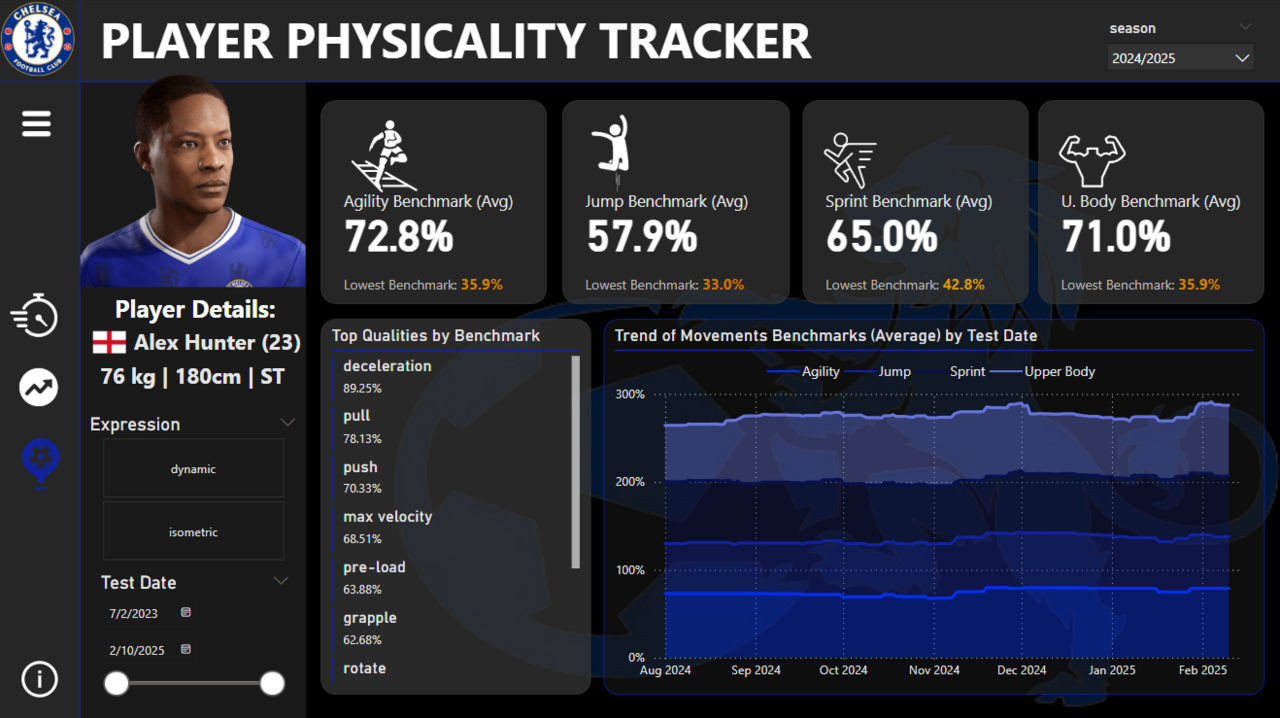 CHELSEA
FOOTBALL CLUB
PLAYER PHYSICALITY TRACKER
season
2024/2025
Player Details:
Alex Hunter (23)
76 kg | 180cm | ST
Expression
dynamic
isometric
Test Date
7/2/2023
2/10/2025
Agility Benchmark (Avg)
72.8%
Lowest Benchmark: 35.9%
Jump Benchmark (Avg)
57.9%
Lowest Benchmark: 33.0%
Sprint Benchmark (Avg)
65.0%
Lowest Benchmark: 42.8%
U. Body Benchmark (Avg)
71.0%
Lowest Benchmark: 35.9%
Top Qualities by Benchmark
deceleration
89.25%
pull
78.13%
push
70.33%
max velocity
68.51%
pre-load
63.88%
grapple
62.68%
rotate
Trend of Movements Benchmarks (Average) by Test Date
Agility Jump Sprint Upper Body
300%
200%
100%
0%
Aug 2024 Sep 2024 Oct 2024 Nov 2024 Dec 2024 Jan 2025 Feb 2025